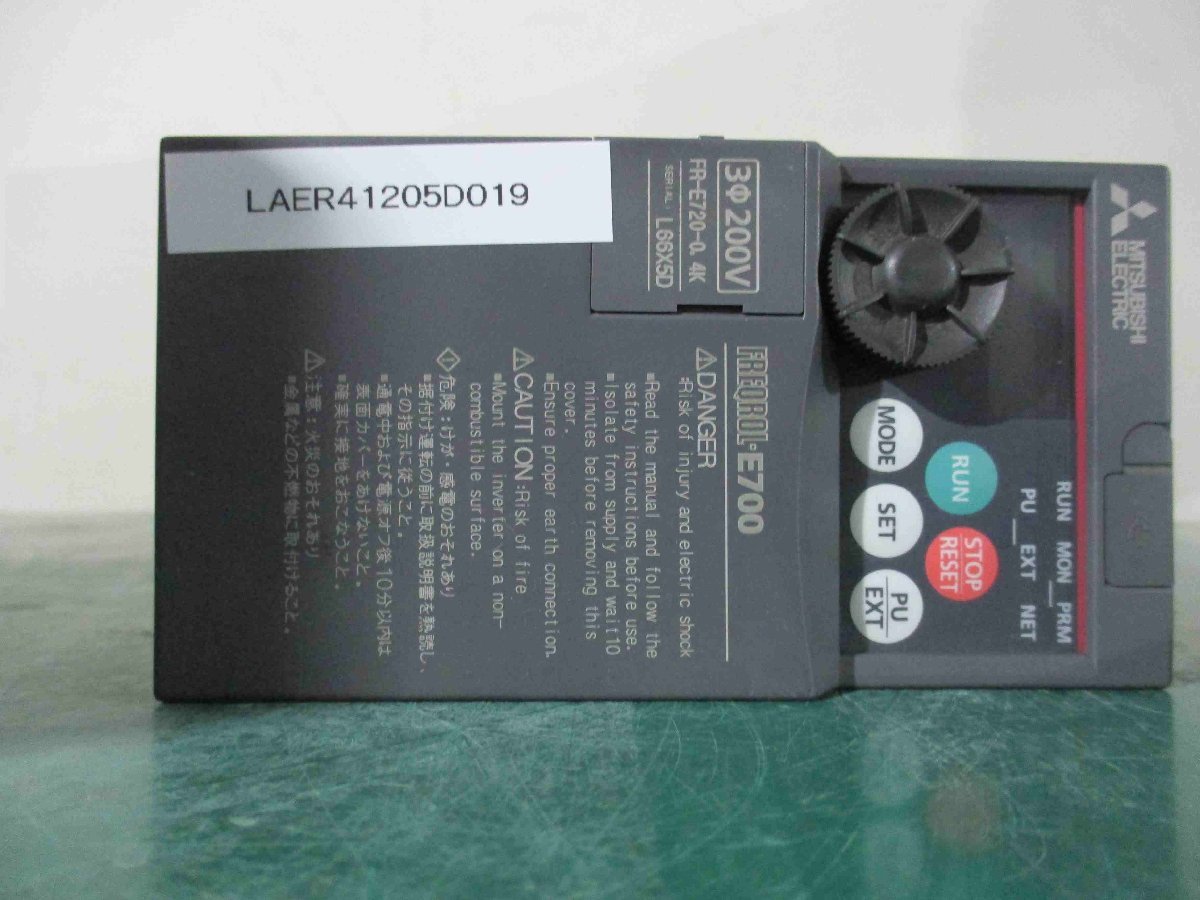 LAER41205D019
MITSUBISHI
ELECTRIC
RUN MON PRM
PU EXT NET
RUN
STOP
RESET
MODE
SET
PU
EXT
3Φ 200V
FR-E720-0.4K
SERIAL: L66X5D
FREQROL-E700
⚠DANGER
:Risk of injury and electric shock
■Read the manual and follow the
safety instructions before use.
■Isolate from supply and wait10
minutes before removing this
cover.
■Ensure proper earth connection.
⚠CAUTION:Risk of fire
■Mount the inverter on a non-
combustible surface.
危険:けが・感電のおそれあり
■据付け運転の前に取扱説明書を熟読し、
その指示に従うこと。
■通電中および電源オフ後10分以内は
表面カバーをあけないこと。
■確実に接地をおこなうこと。
⚠注意:火災のおそれあり
■金属などの不燃物に取付けること。